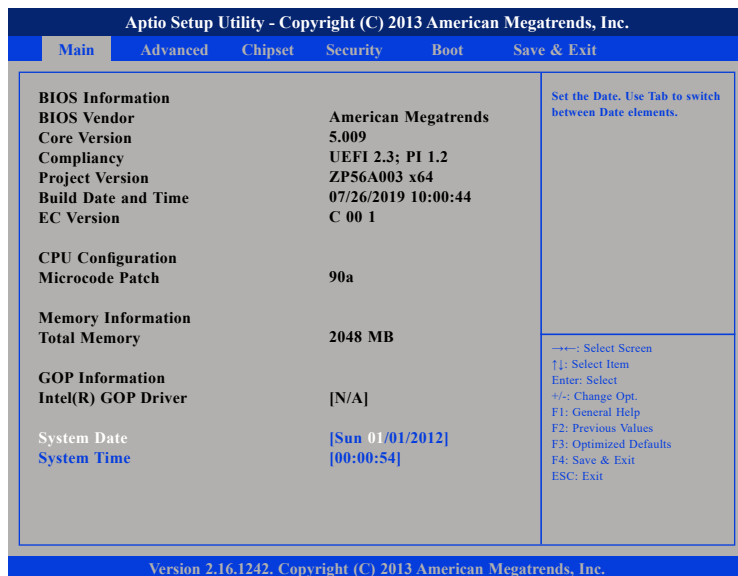 Aptio Setup Utility - Copyright (C) 2013 American Megatrends, Inc.
Main Advanced Chipset Security Boot Save & Exit
BIOS Information
BIOS Vendor American Megatrends
Core Version 5.009
Compliancy UEFI 2.3; PI 1.2
Project Version ZP56A003 x64
Build Date and Time 07/26/2019 10:00:44
EC Version C 00 1
CPU Configuration
Microcode Patch 90a
Memory Information
Total Memory 2048 MB
GOP Information
Intel(R) GOP Driver [N/A]
System Date [Sun 01/01/2012]
System Time [00:00:54]
Set the Date. Use Tab to switch
between Date elements.
→←: Select Screen
↑↓: Select Item
Enter: Select
+/-: Change Opt.
F1: General Help
F2: Previous Values
F3: Optimized Defaults
F4: Save & Exit
ESC: Exit
Version 2.16.1242. Copyright (C) 2013 American Megatrends, Inc.